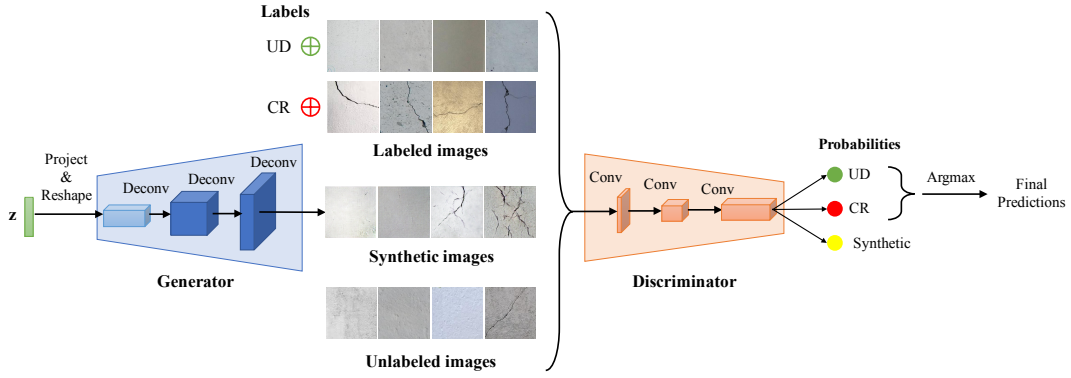 Labels
UD
CR
Labeled images
Project
&
Reshape
z
Deconv
Deconv
Deconv
Generator
Synthetic images
Unlabeled images
Conv
Conv
Conv
Discriminator
Probabilities
UD
CR
Synthetic
Argmax
Final
Predictions